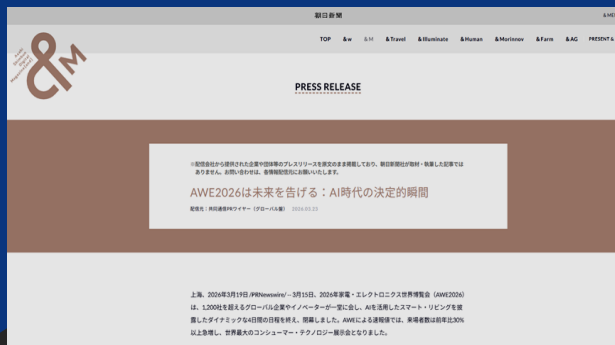 朝日新聞
&MEM
TOP &w &M &Travel &Illuminate &Human &Morinnov &Farm &AG PRESENT &
Asahi Shimbun Digital Magazine[and]
&M
PRESS RELEASE
※配信会社から提供された企業や団体等のプレスリリースを原文のまま掲載しており、朝日新聞社が取材・執筆した記事では
ありません。お問い合わせは、各情報配信元にお願いいたします。
AWE2026は未来を告げる：AI時代の決定的瞬間
配信元：共同通信PRワイヤー（グローバル版） 2026.03.23
上海、2026年3月19日 /PRNewswire/ -- 3月15日、2026年家電・エレクトロニクス世界博覧会（AWE2026）
は、1,200社を超えるグローバル企業やイノベーターが一堂に会し、AIを活用したスマート・リビングを披
露したダイナミックな4日間の日程を終え、閉幕しました。AWEによる速報値では、来場者数は前年比30%
以上急増し、世界最大のコンシューマー・テクノロジー展示会となりました。